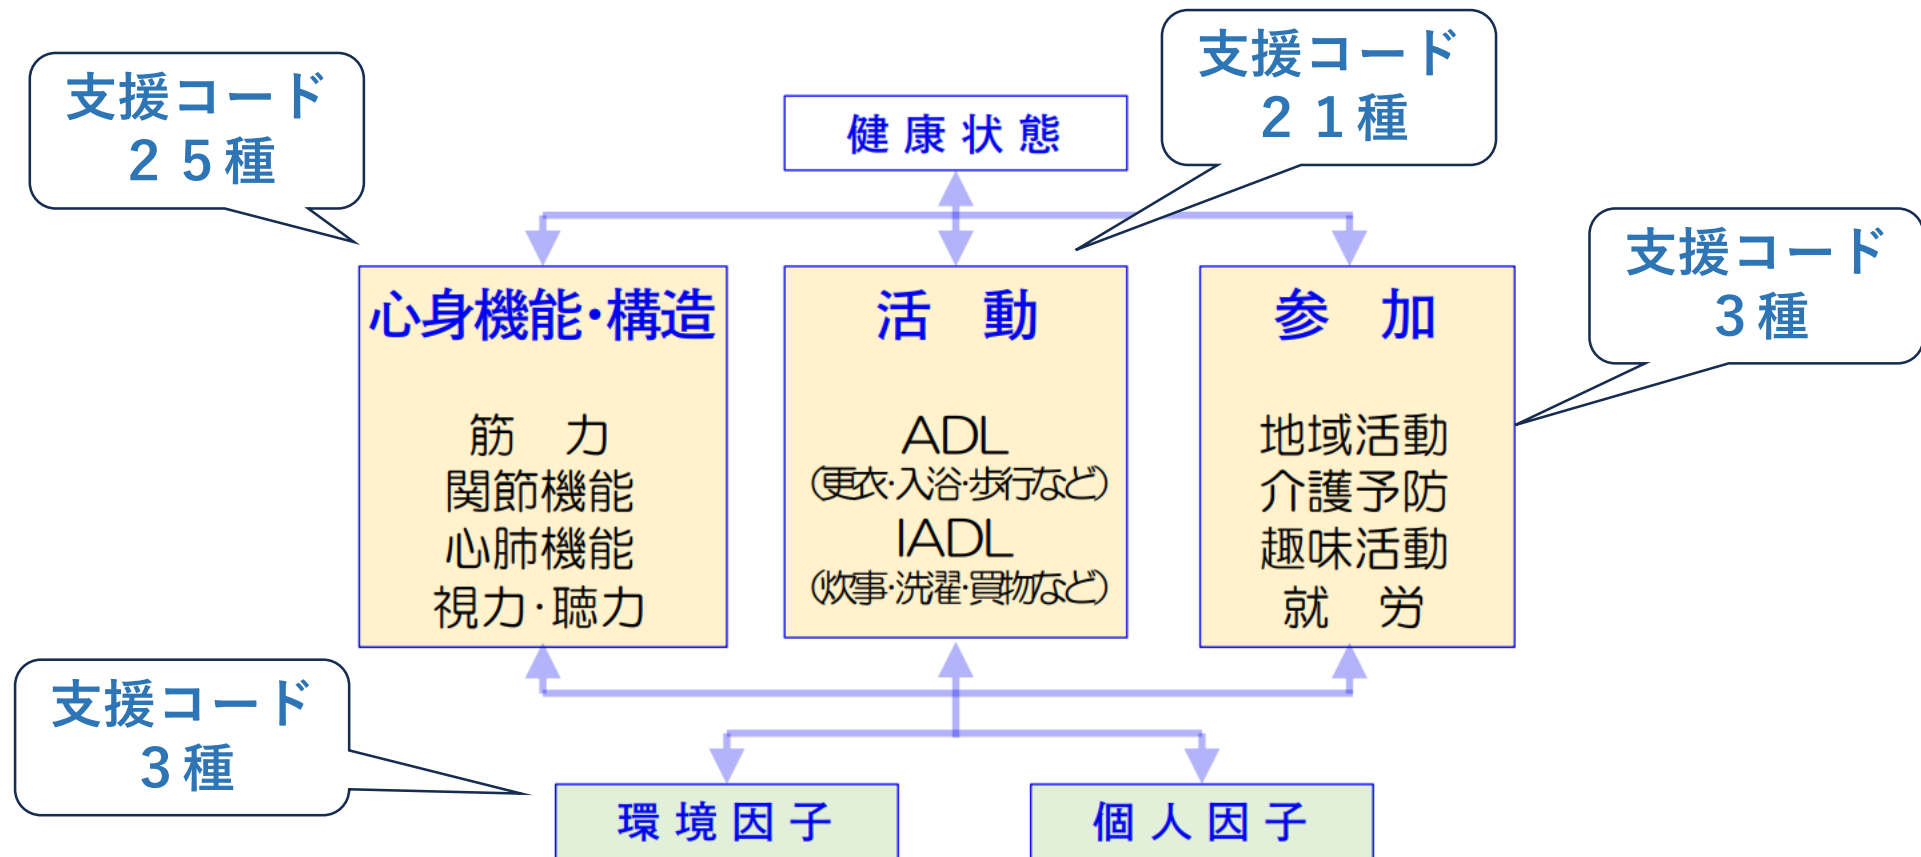 支援コード
２５種
支援コード
２１種
健康状態
支援コード
３種
心身機能・構造
筋　力
関節機能
心肺機能
視力・聴力
活　動
ADL
（更衣・入浴・歩行など）
IADL
（炊事・洗濯・買物など）
参　加
地域活動
介護予防
趣味活動
就　労
支援コード
３種
環境因子
個人因子